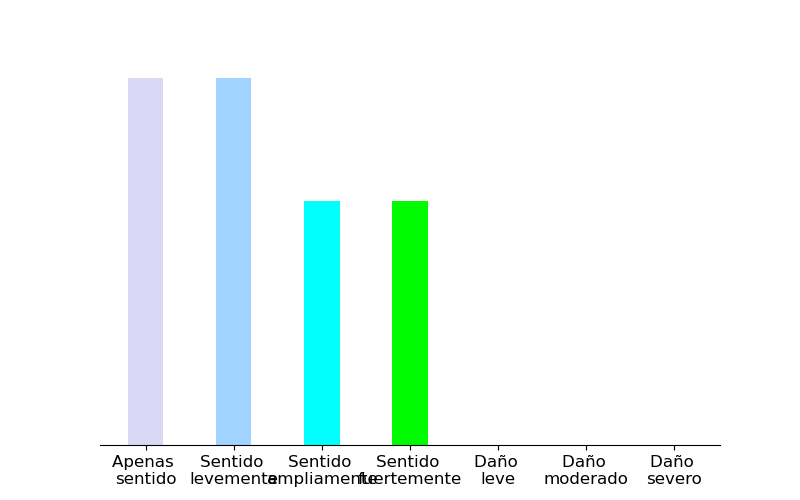 Apenas
sentido
Sentido
levemente
Sentido
ampliamente
Sentido
fuertemente
Daño
leve
Daño
moderado
Daño
severo